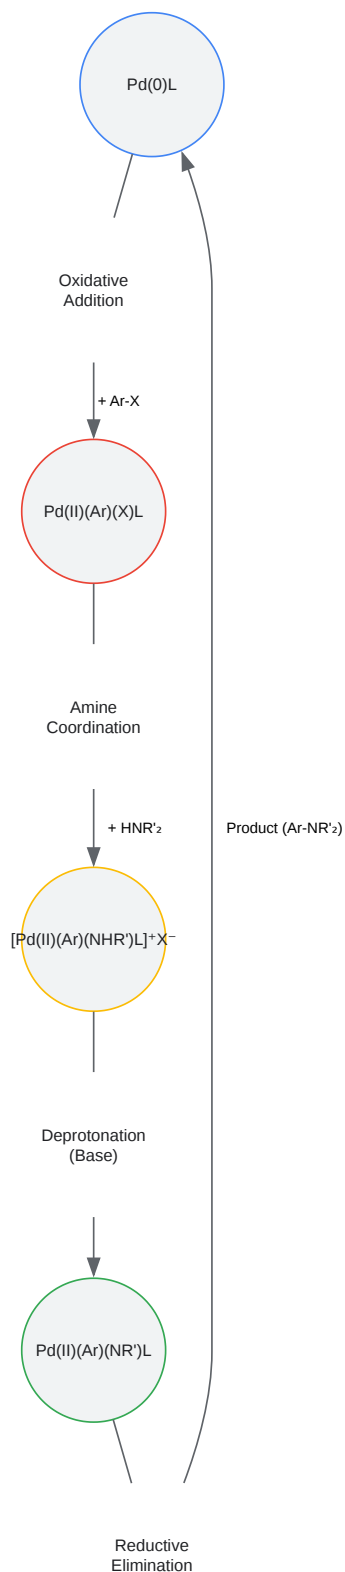 Pd(0)L
Oxidative
Addition
+ Ar-X
Pd(II)(Ar)(X)L
Amine
Coordination
+ HNR'₂
Product (Ar-NR'₂)
[Pd(II)(Ar)(NHR')L]⁺X⁻
Deprotonation
(Base)
Pd(II)(Ar)(NR')L
Reductive
Elimination